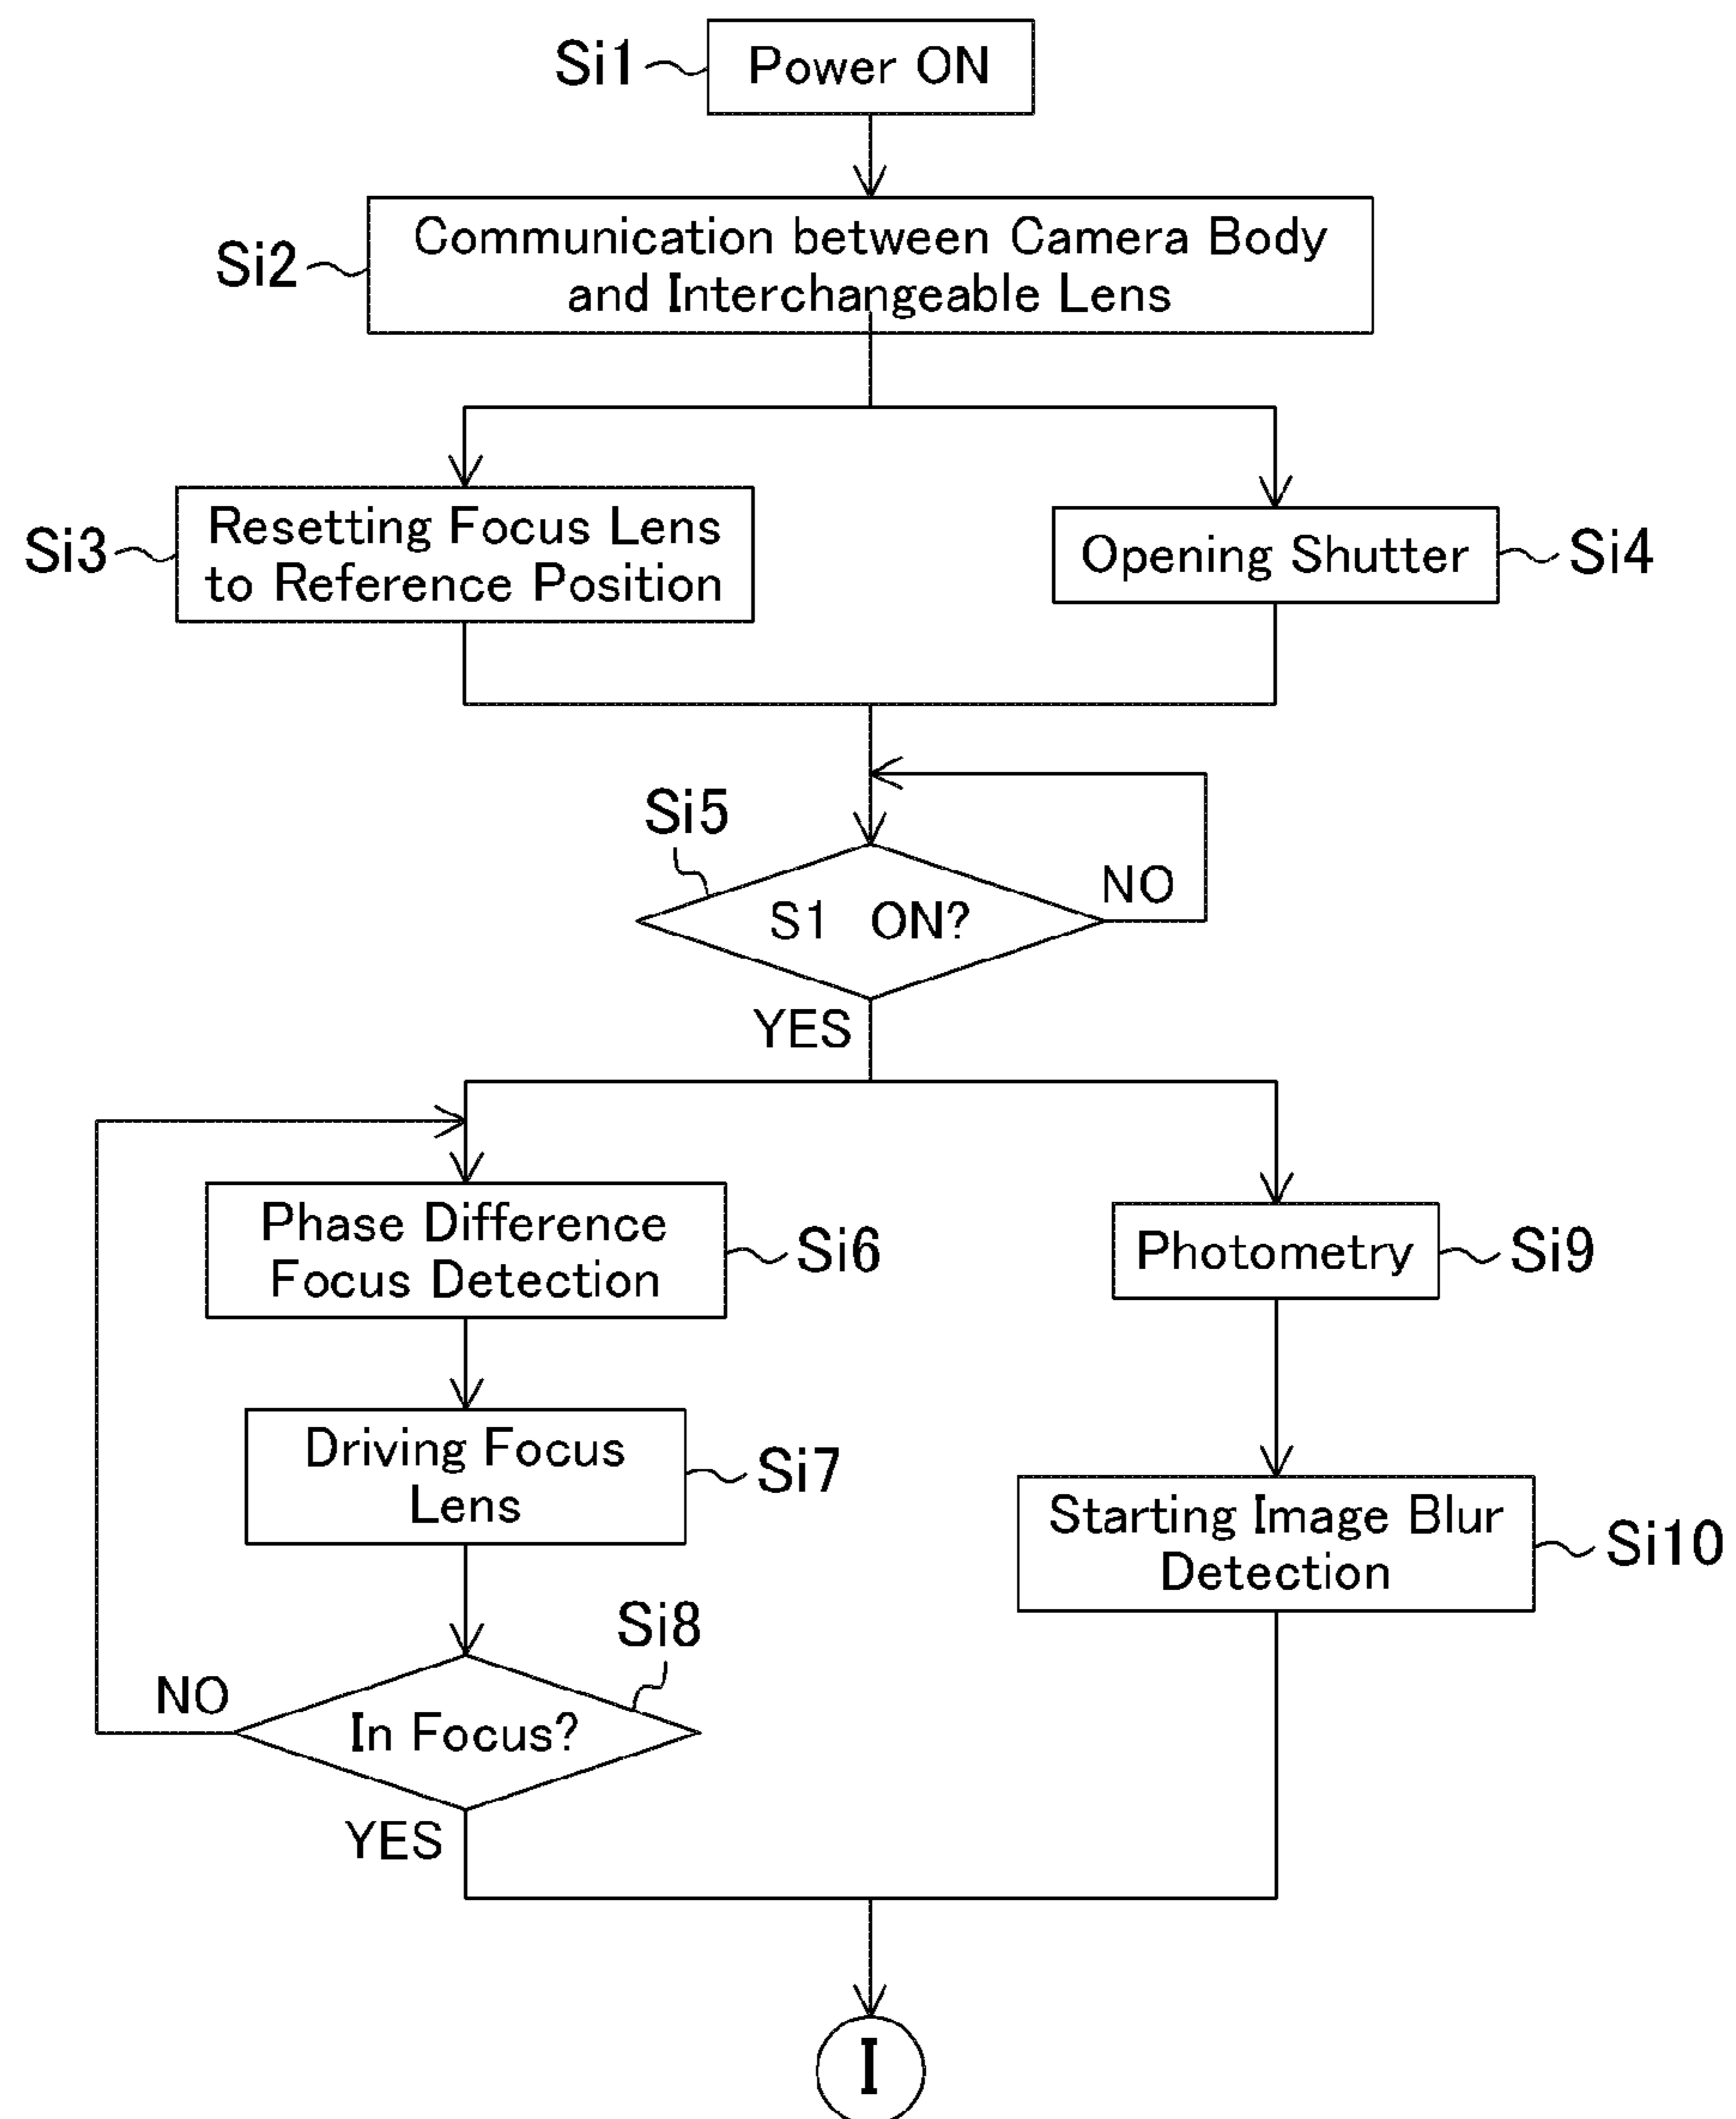 Si1
Power ON
Si2
Communication between Camera Body
and Interchangeable Lens
Si3
Resetting Focus Lens
to Reference Position
Opening Shutter
Si4
Si5
S1 ON?
NO
YES
Phase Difference
Focus Detection
Si6
Photometry
Si9
Driving Focus
Lens
Si7
Starting Image Blur
Detection
Si10
Si8
NO
In Focus?
YES
I